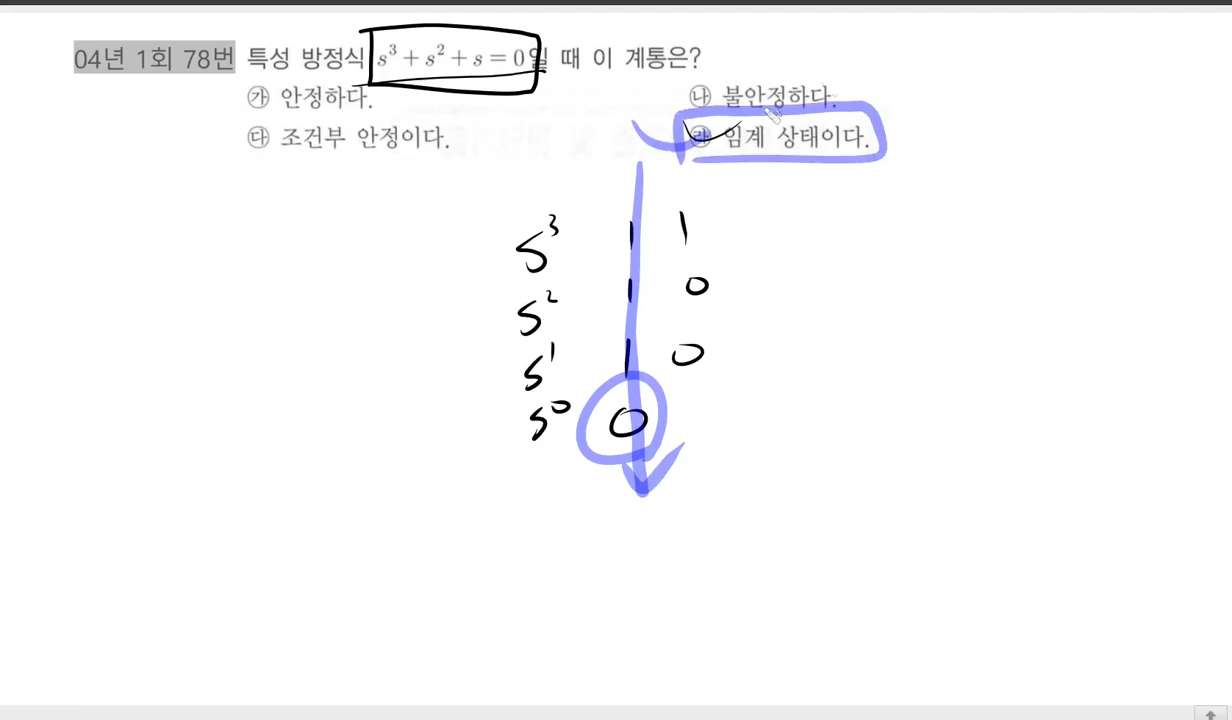 04년 1회 78번 특성 방정식 s³ + s² + s = 0일 때 이 계통은?
㉮ 안정하다. ㉯ 불안정하다.
㉰ 조건부 안정이다. ㉱ 임계 상태이다.
s³ 1 1
s² 1 0
s¹ 1 0
s⁰ 0